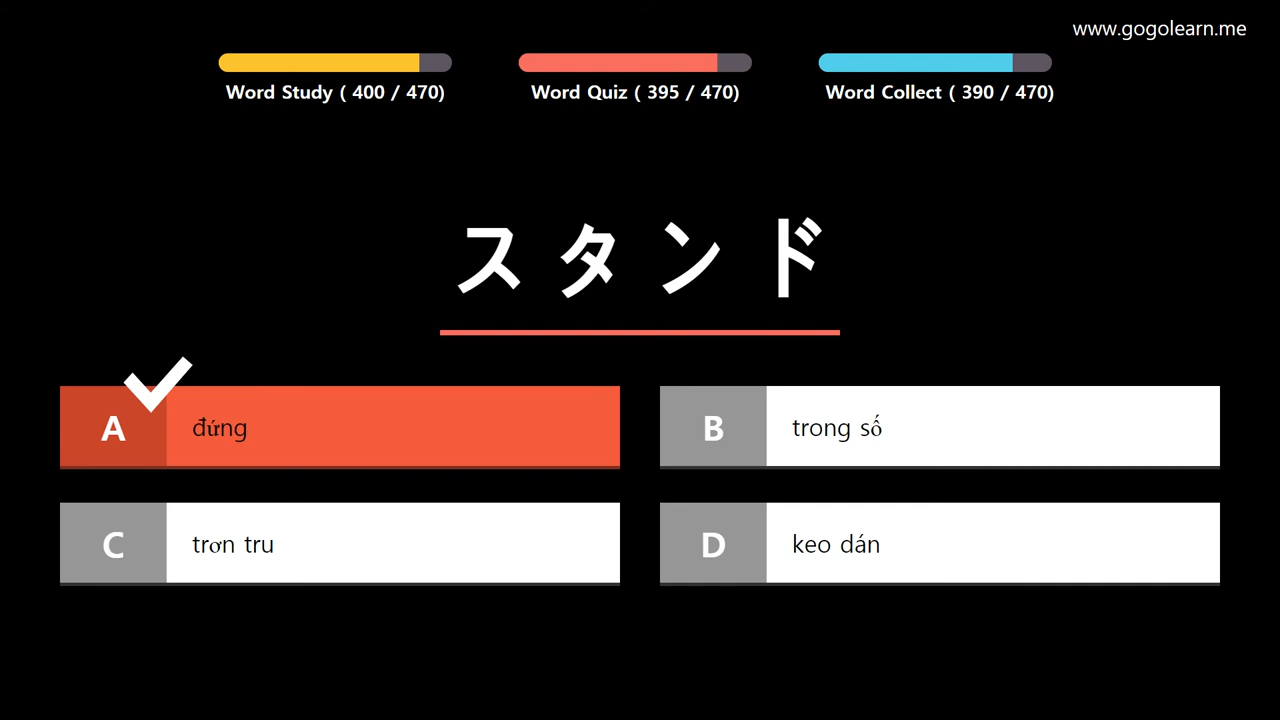 www.gogolearn.me
Word Study ( 400 / 470)
Word Quiz ( 395 / 470)
Word Collect ( 390 / 470)
スタンド
A
đứng
B
trong số
C
trơn tru
D
keo dán